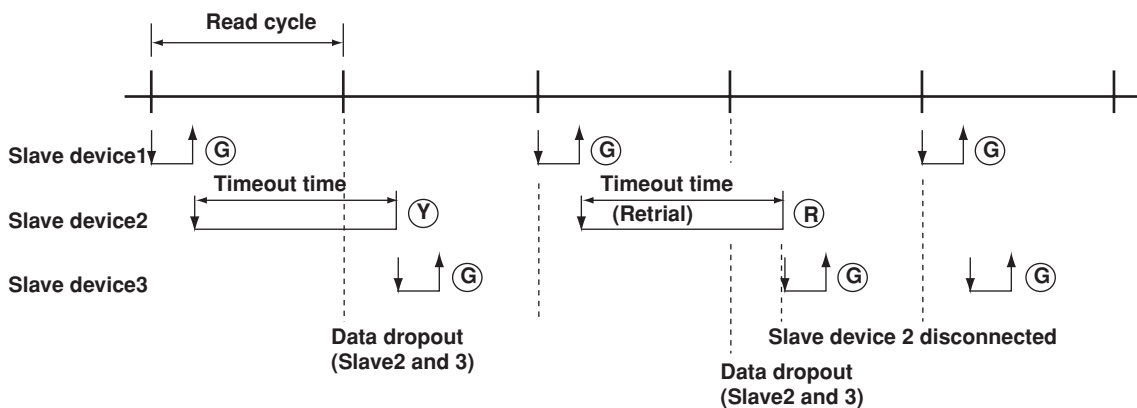 Read cycle
Slave device1
G
G
G
Timeout time
Timeout time
(Retrial)
Slave device2
Y
R
Slave device3
G
G
G
Data dropout
(Slave2 and 3)
Slave device 2 disconnected
Data dropout
(Slave2 and 3)